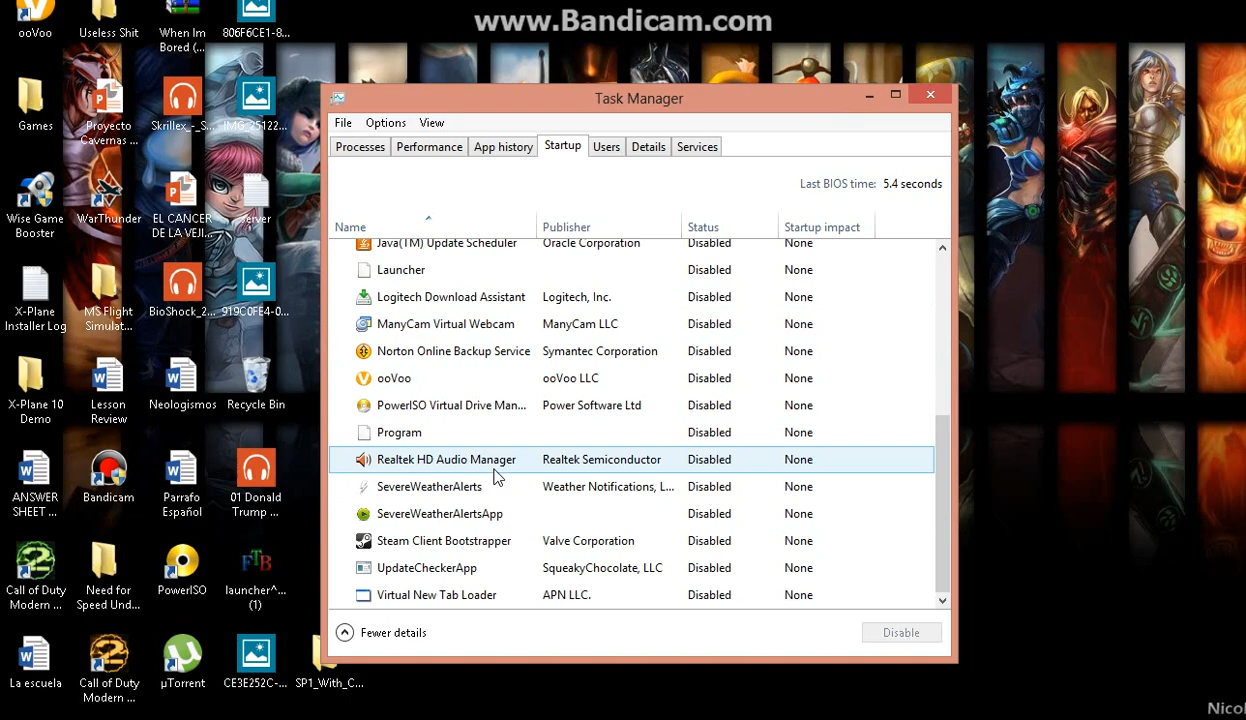 www.Bandicam.com
ooVoo
Useless Shit
When Im
Bored (...
806F6CE1-8...
Games
Proyecto
Cavernas ...
Skrillex_-_S...
IMG_25122...
Wise Game
Booster
WarThunder
EL CANCER
DE LA VEJI...
server
X-Plane
Installer Log
MS Flight
Simulat...
BioShock_2...
919C0FE4-0...
X-Plane 10
Demo
Lesson
Review
Neologismos
Recycle Bin
ANSWER
SHEET ...
Bandicam
Parrafo
Español
01 Donald
Trump ...
Call of Duty
Modern ...
Need for
Speed Und...
PowerISO
FTB
launcher^...
(1)
La escuela
Call of Duty
Modern ...
µTorrent
CE3E252C-...
SP1_With_C...
Task Manager
File Options View
Processes Performance App history Startup Users Details Services
Last BIOS time: 5.4 seconds
Name Publisher Status Startup impact
Java(TM) Update Scheduler Oracle Corporation Disabled None
Launcher Disabled None
Logitech Download Assistant Logitech, Inc. Disabled None
ManyCam Virtual Webcam ManyCam LLC Disabled None
Norton Online Backup Service Symantec Corporation Disabled None
ooVoo ooVoo LLC Disabled None
PowerISO Virtual Drive Man... Power Software Ltd Disabled None
Program Disabled None
Realtek HD Audio Manager Realtek Semiconductor Disabled None
SevereWeatherAlerts Weather Notifications, L... Disabled None
SevereWeatherAlertsApp Disabled None
Steam Client Bootstrapper Valve Corporation Disabled None
UpdateCheckerApp SqueakyChocolate, LLC Disabled None
Virtual New Tab Loader APN LLC. Disabled None
Fewer details Disable
Nicol